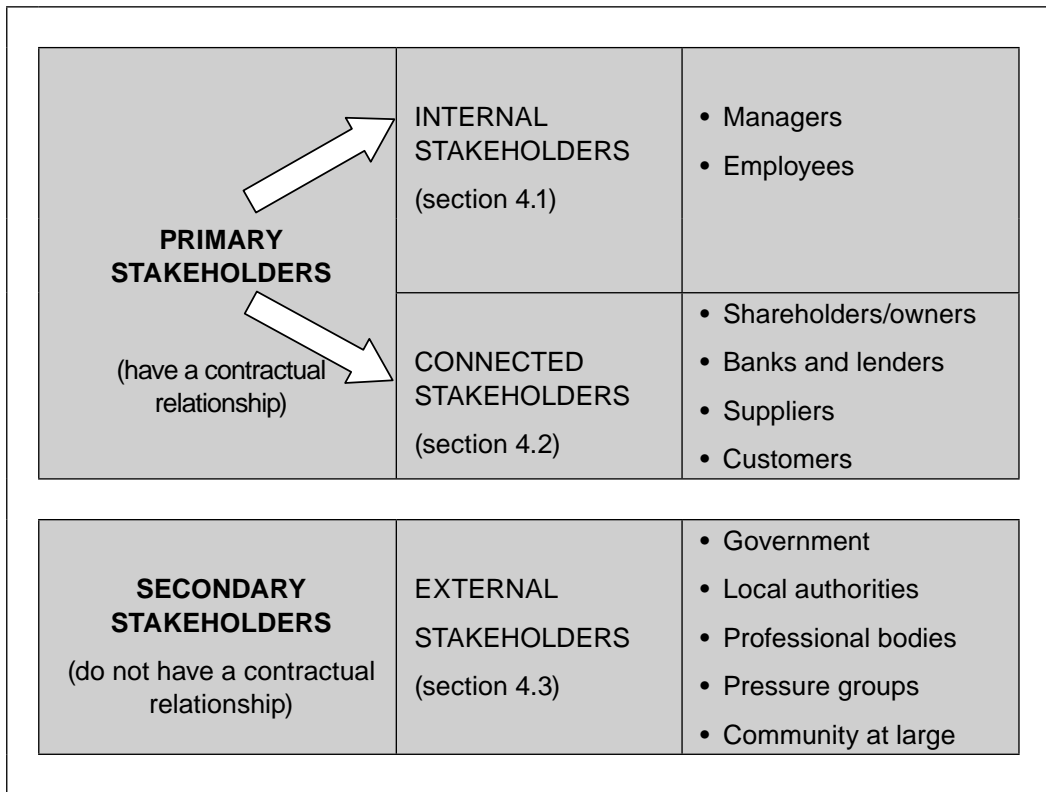 PRIMARY
STAKEHOLDERS
(have a contractual
relationship)
INTERNAL
STAKEHOLDERS
(section 4.1)
• Managers
• Employees
CONNECTED
STAKEHOLDERS
(section 4.2)
• Shareholders/owners
• Banks and lenders
• Suppliers
• Customers
SECONDARY
STAKEHOLDERS
(do not have a contractual
relationship)
EXTERNAL
STAKEHOLDERS
(section 4.3)
• Government
• Local authorities
• Professional bodies
• Pressure groups
• Community at large